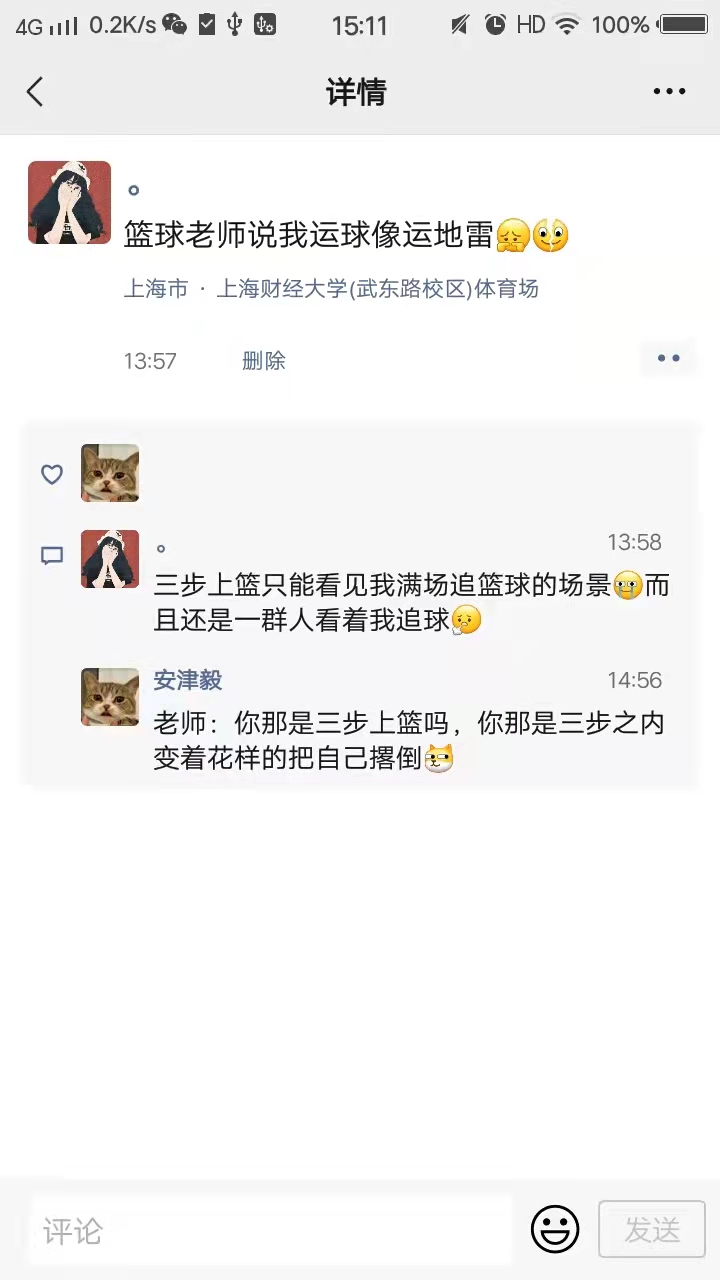 4G 0.2K/s 15:11 HD 100%
详情
。
篮球老师说我运球像运地雷
上海市 · 上海财经大学(武东路校区)体育场
13:57 删除
。 13:58
三步上篮只能看见我满场追篮球的场景😭而
且还是一群人看着我追球
安津毅 14:56
老师：你那是三步上篮吗，你那是三步之内
变着花样的把自己撂倒
评论 发送